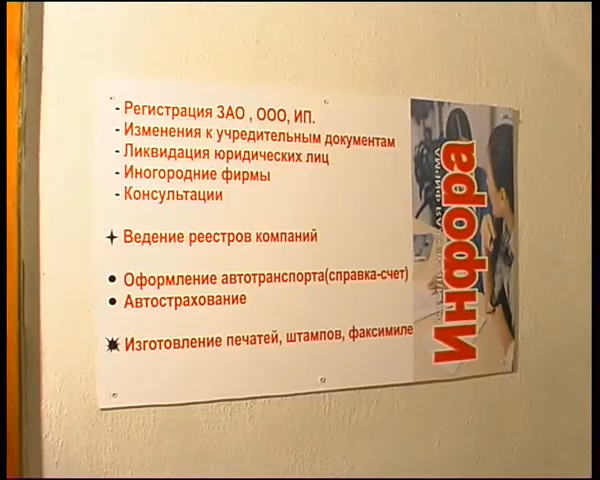 - Регистрация ЗАО , ООО, ИП.
- Изменения к учредительным документам
- Ликвидация юридических лиц
- Иногородние фирмы
- Консультации
Ведение реестров компаний
• Оформление автотранспорта(справка-счет)
• Автострахование
Изготовление печатей, штампов, факсимиле
ФИРМА
Инфора